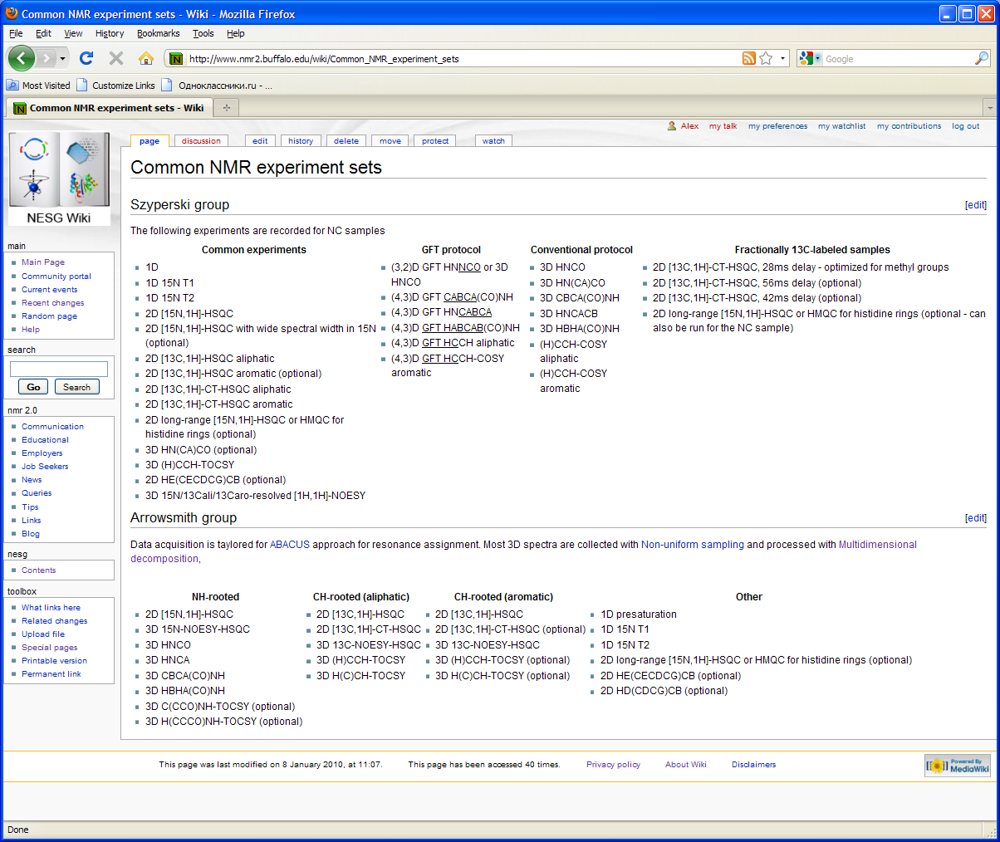 Common NMR experiment sets - Wiki - Mozilla Firefox
File Edit View History Bookmarks Tools Help
http://www.nmr2.buffalo.edu/wiki/Common_NMR_experiment_sets
Google
Most Visited Customize Links Одноклассники.ru - ...
Common NMR experiment sets - Wiki
Alex my talk my preferences my watchlist my contributions log out
page discussion edit history delete move protect watch
NESG Wiki
main
Main Page
Community portal
Current events
Recent changes
Random page
Help
search
Go Search
nmr 2.0
Communication
Educational
Employers
Job Seekers
News
Queries
Tips
Links
Blog
nesg
Contents
toolbox
What links here
Related changes
Upload file
Special pages
Printable version
Permanent link
Common NMR experiment sets
Szyperski group [edit]
The following experiments are recorded for NC samples
Common experiments
1D
1D 15N T1
1D 15N T2
2D [15N,1H]-HSQC
2D [15N,1H]-HSQC with wide spectral width in 15N
(optional)
2D [13C,1H]-HSQC aliphatic
2D [13C,1H]-HSQC aromatic (optional)
2D [13C,1H]-CT-HSQC aliphatic
2D [13C,1H]-CT-HSQC aromatic
2D long-range [15N,1H]-HSQC or HMQC for
histidine rings (optional)
3D HN(CA)CO (optional)
3D (H)CCH-TOCSY
2D HE(CECDCG)CB (optional)
3D 15N/13Cali/13Caro-resolved [1H,1H]-NOESY
GFT protocol
(3,2)D GFT HNNCO or 3D
HNCO
(4,3)D GFT CABCA(CO)NH
(4,3)D GFT HNCABCA
(4,3)D GFT HABCAB(CO)NH
(4,3)D GFT HCCH aliphatic
(4,3)D GFT HCCH-COSY
aromatic
Conventional protocol
3D HNCO
3D HN(CA)CO
3D CBCA(CO)NH
3D HNCACB
3D HBHA(CO)NH
(H)CCH-COSY
aliphatic
(H)CCH-COSY
aromatic
Fractionally 13C-labeled samples
2D [13C,1H]-CT-HSQC, 28ms delay - optimized for methyl groups
2D [13C,1H]-CT-HSQC, 56ms delay (optional)
2D [13C,1H]-CT-HSQC, 42ms delay (optional)
2D long-range [15N,1H]-HSQC or HMQC for histidine rings (optional - can
also be run for the NC sample)
Arrowsmith group [edit]
Data acquisition is taylored for ABACUS approach for resonance assignment. Most 3D spectra are collected with Non-uniform sampling and processed with Multidimensional
decomposition,
NH-rooted
2D [15N,1H]-HSQC
3D 15N-NOESY-HSQC
3D HNCO
3D HNCA
3D CBCA(CO)NH
3D HBHA(CO)NH
3D C(CCO)NH-TOCSY (optional)
3D H(CCCO)NH-TOCSY (optional)
CH-rooted (aliphatic)
2D [13C,1H]-HSQC
2D [13C,1H]-CT-HSQC
3D 13C-NOESY-HSQC
3D (H)CCH-TOCSY
3D H(C)CH-TOCSY
CH-rooted (aromatic)
2D [13C,1H]-HSQC
2D [13C,1H]-CT-HSQC (optional)
3D 13C-NOESY-HSQC
3D (H)CCH-TOCSY (optional)
3D H(C)CH-TOCSY (optional)
Other
1D presaturation
1D 15N T1
1D 15N T2
2D long-range [15N,1H]-HSQC or HMQC for histidine rings (optional)
2D HE(CECDCG)CB (optional)
2D HD(CDCG)CB (optional)
This page was last modified on 8 January 2010, at 11:07. This page has been accessed 40 times. Privacy policy About Wiki Disclaimers
Powered By
MediaWiki
Done